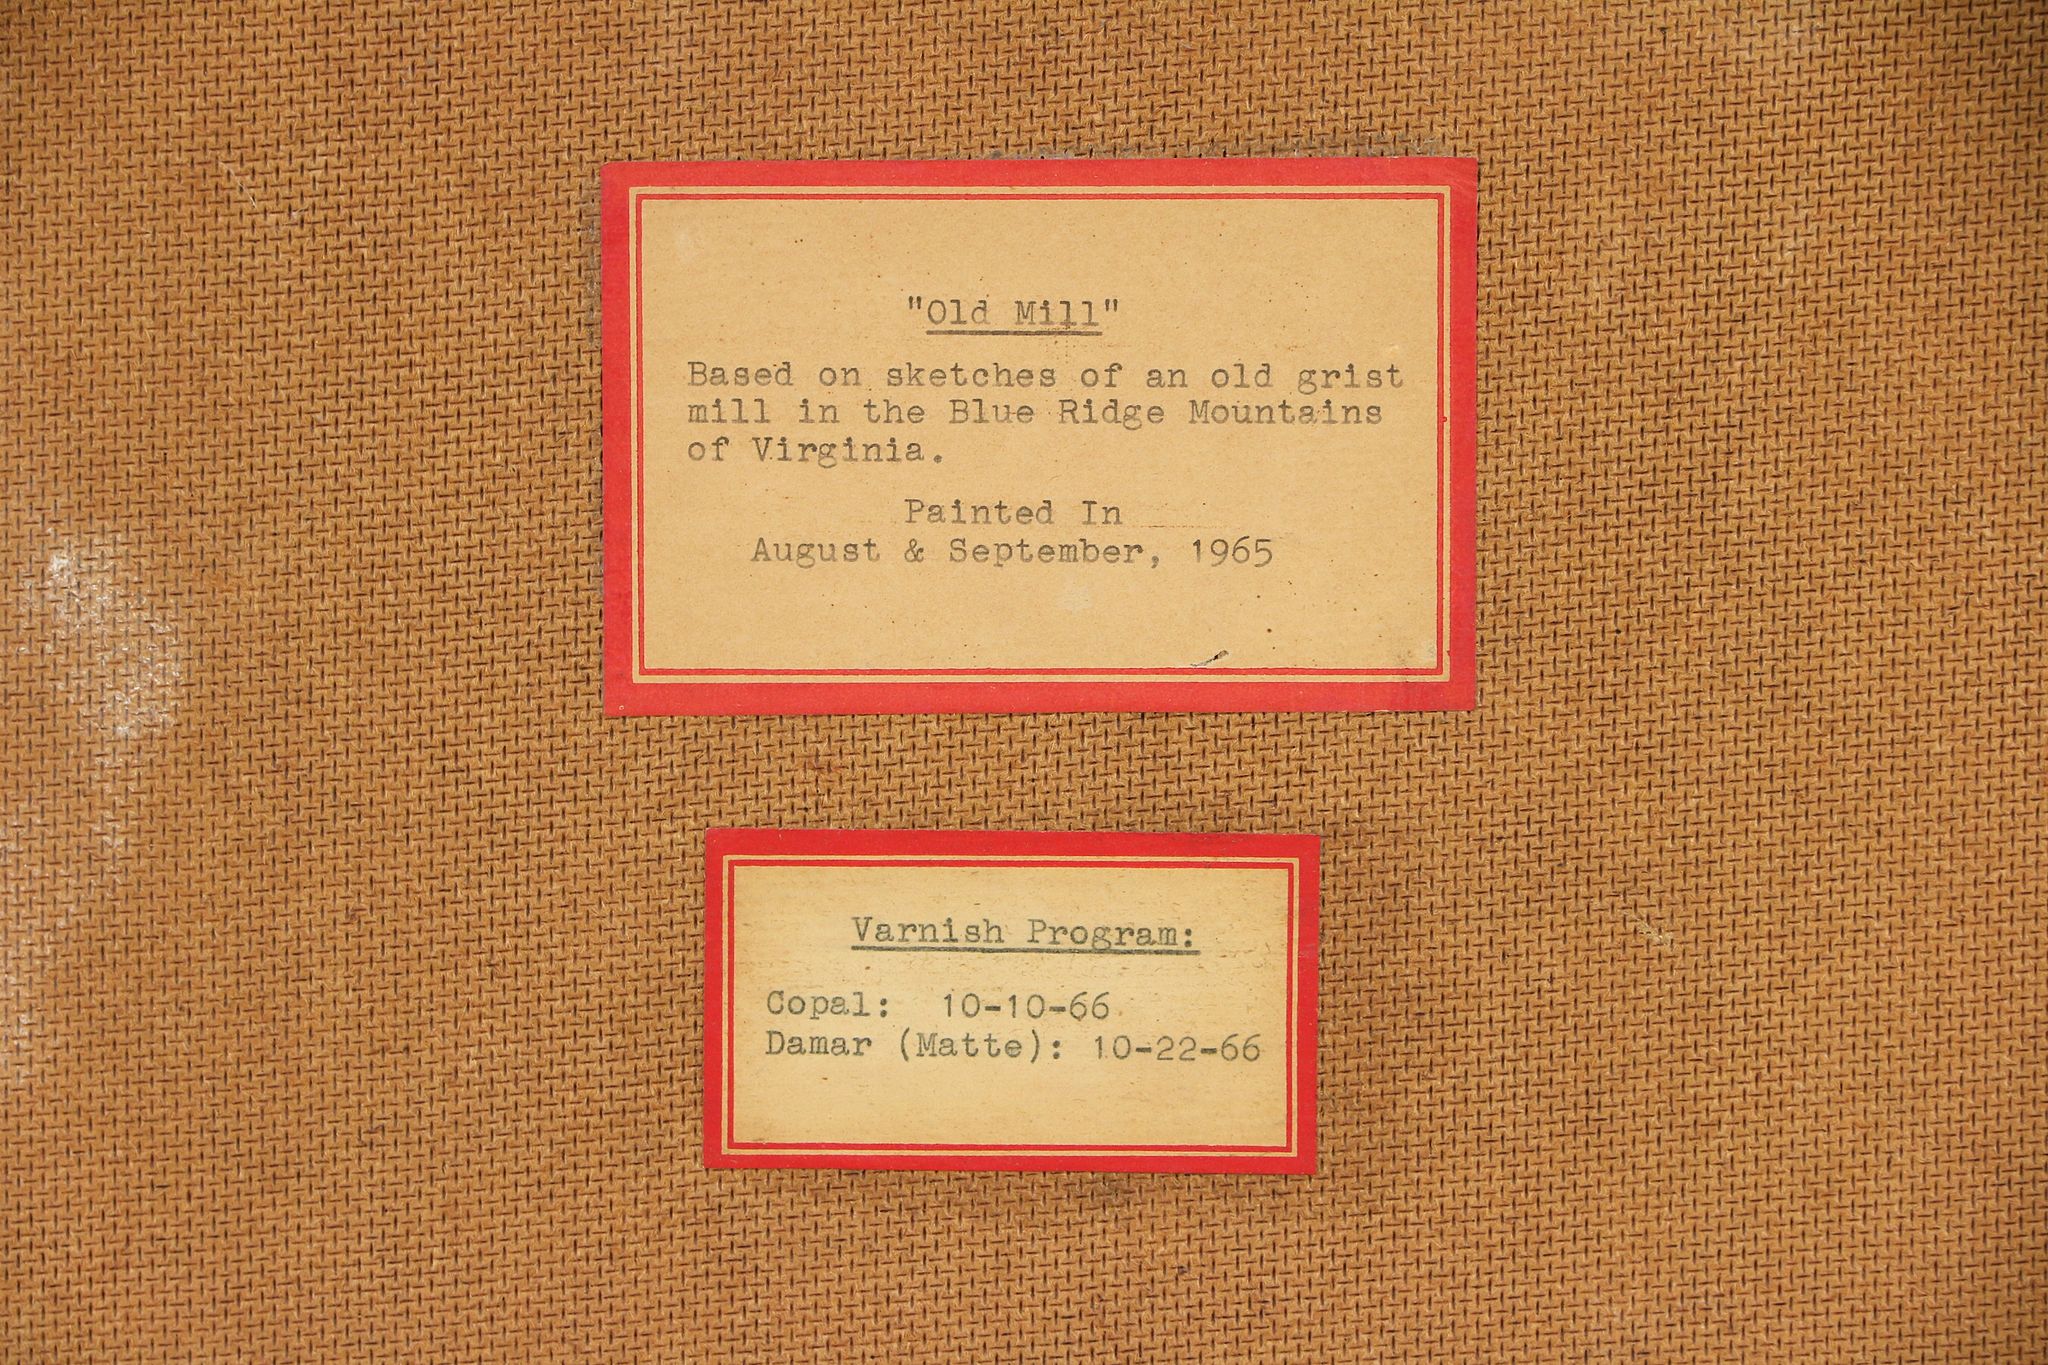 "Old Mill"
Based on sketches of an old grist
mill in the Blue Ridge Mountains
of Virginia.
Painted In
August & September, 1965
Varnish Program:
Copal: 10-10-66
Damar (Matte): 10-22-66